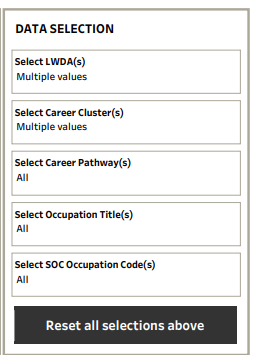 DATA SELECTION
Select LWDA(s)
Multiple values
Select Career Cluster(s)
Multiple values
Select Career Pathway(s)
All
Select Occupation Title(s)
All
Select SOC Occupation Code(s)
All
Reset all selections above